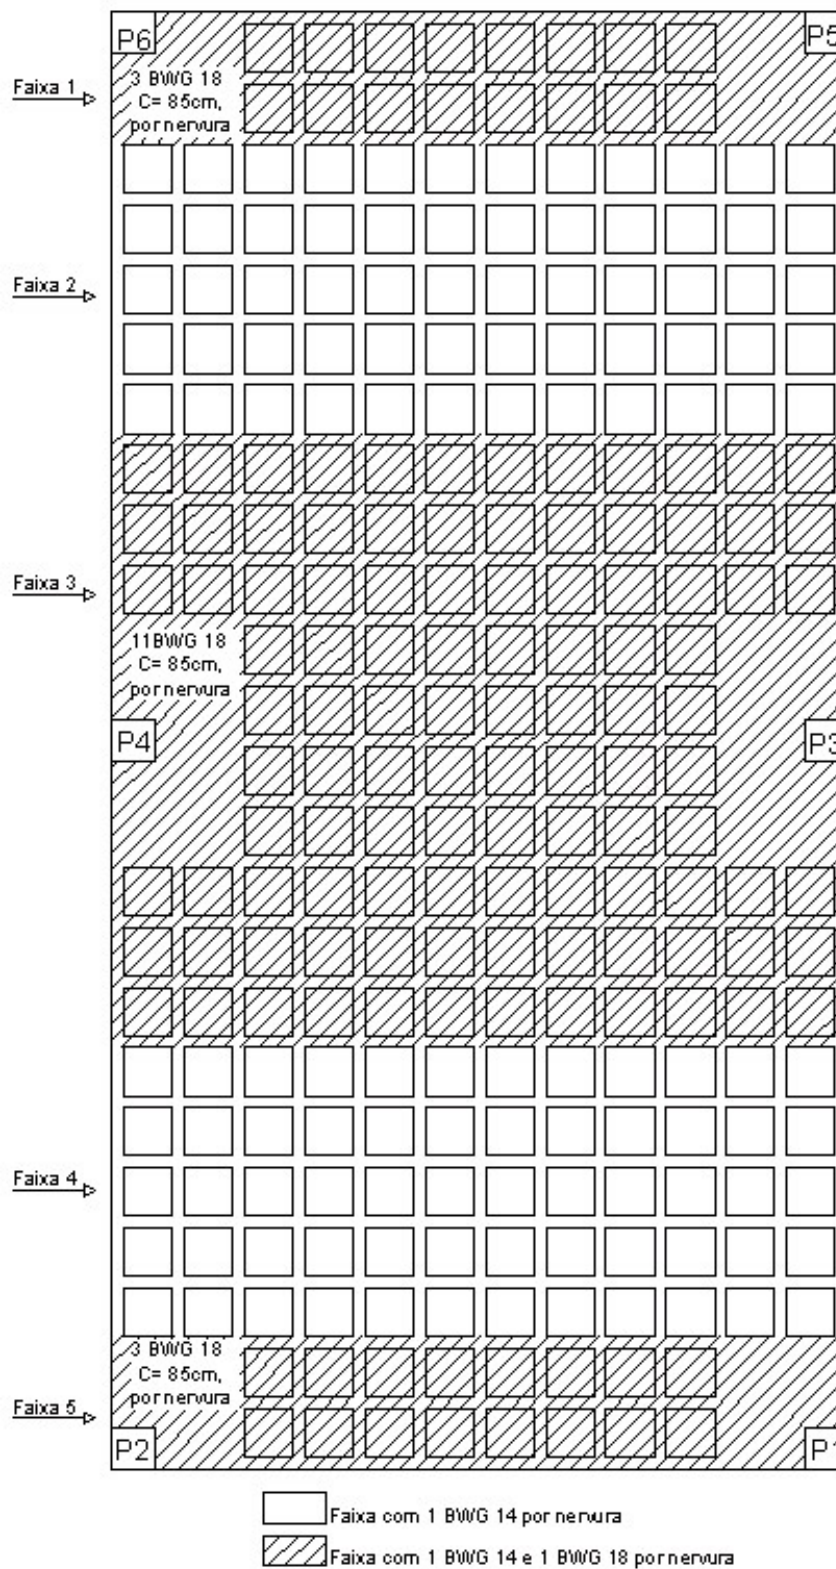 P6
P5
3 BWG 18
C= 85cm,
por nervura
Faixa 1
Faixa 2
Faixa 3
11BWG 18
C= 85cm,
por nervura
P4
P3
Faixa 4
3 BWG 18
C= 85cm,
por nervura
Faixa 5
P2
P1
Faixa com 1 BWG 14 por nervura
Faixa com 1 BWG 14 e 1 BWG 18 por nervura